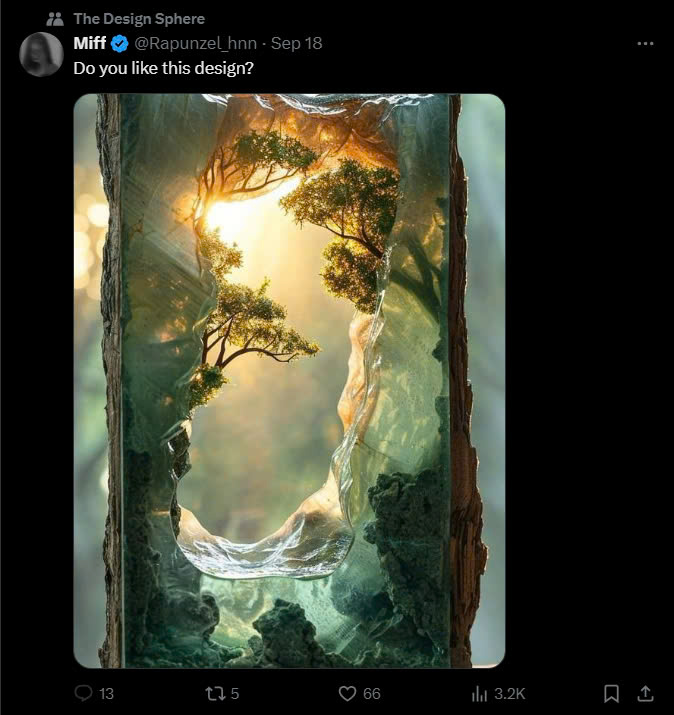 The Design Sphere
Miff @Rapunzel_hnn · Sep 18
Do you like this design?
13 5 66 3.2K